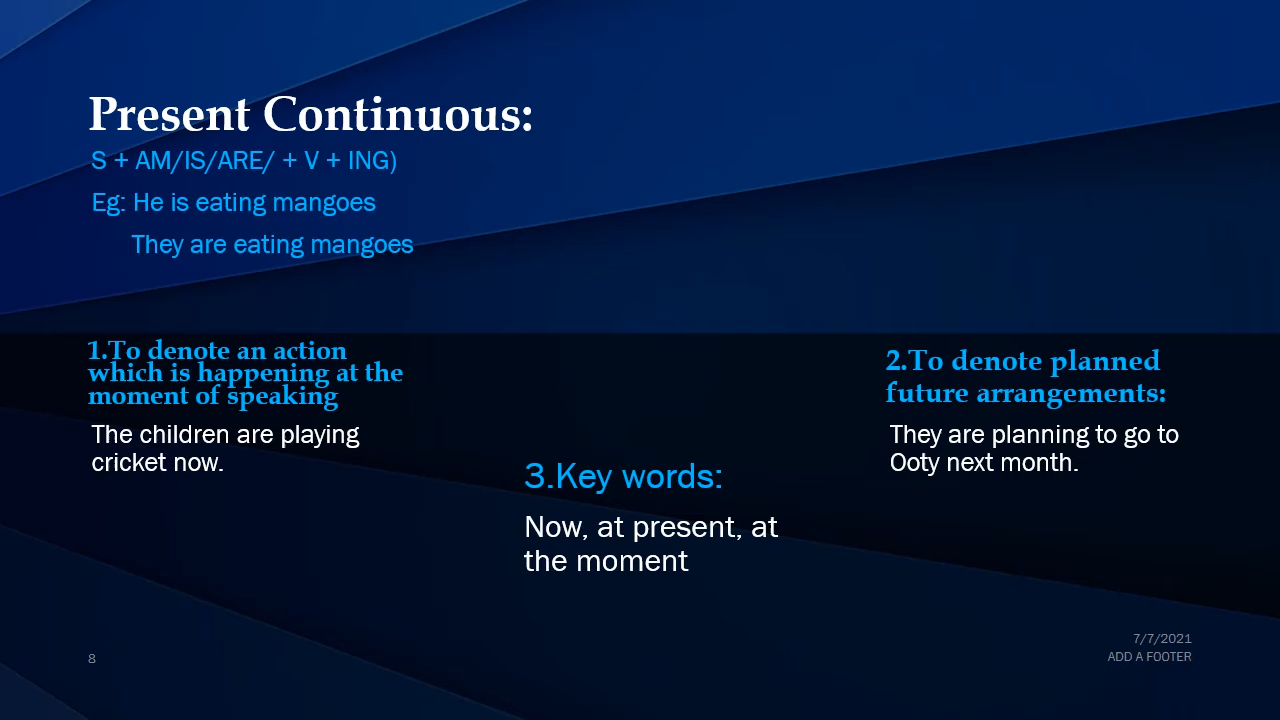 Present Continuous:
S + AM/IS/ARE/ + V + ING)
Eg: He is eating mangoes
They are eating mangoes
1.To denote an action
which is happening at the
moment of speaking
The children are playing
cricket now.
3.Key words:
Now, at present, at
the moment
2.To denote planned
future arrangements:
They are planning to go to
Ooty next month.
8
7/7/2021
ADD A FOOTER